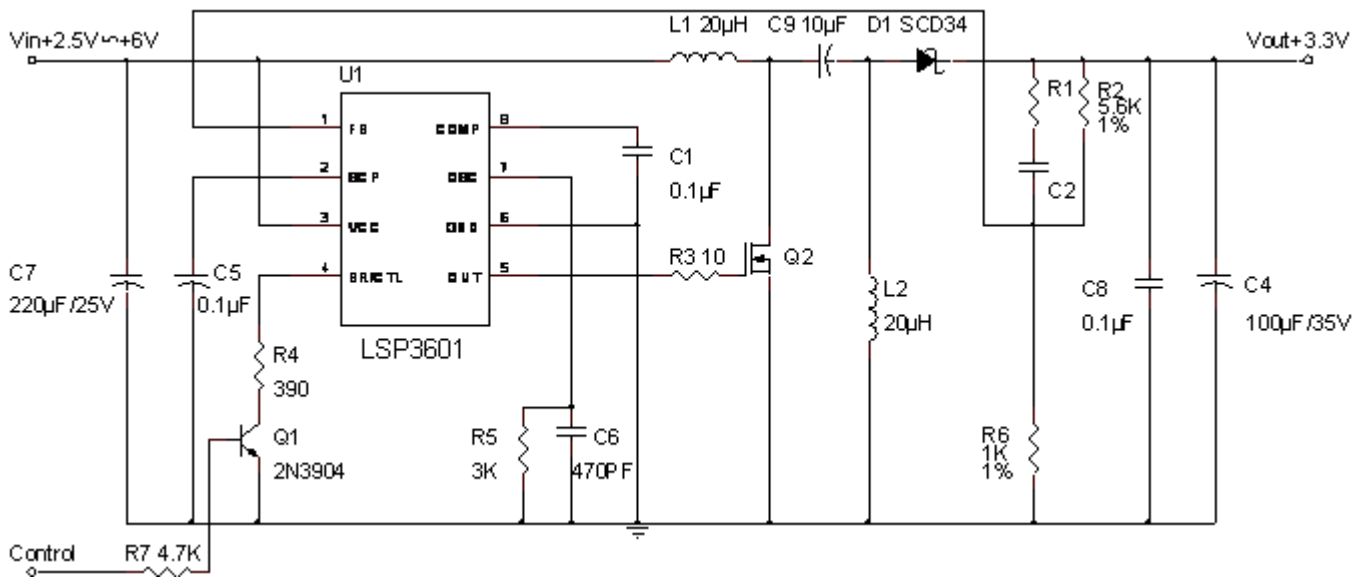 L1 20µH C9 10µF D1 SCD34
Vin+2.5V~+6V
Vout+3.3V
U1
R1
R2
5.6K
1%
1 FB COMP 8
C1
0.1µF
C2
2 SCP OSC 7
3 VCC GND 6
4 BR/CTL OUT 5
R3 10
Q2
C7
220µF/25V
C5
0.1µF
L2
20µH
C8
0.1µF
C4
100µF/35V
LSP3601
R4
390
Q1
2N3904
R5
3K
C6
470PF
R6
1K
1%
Control
R7 4.7K